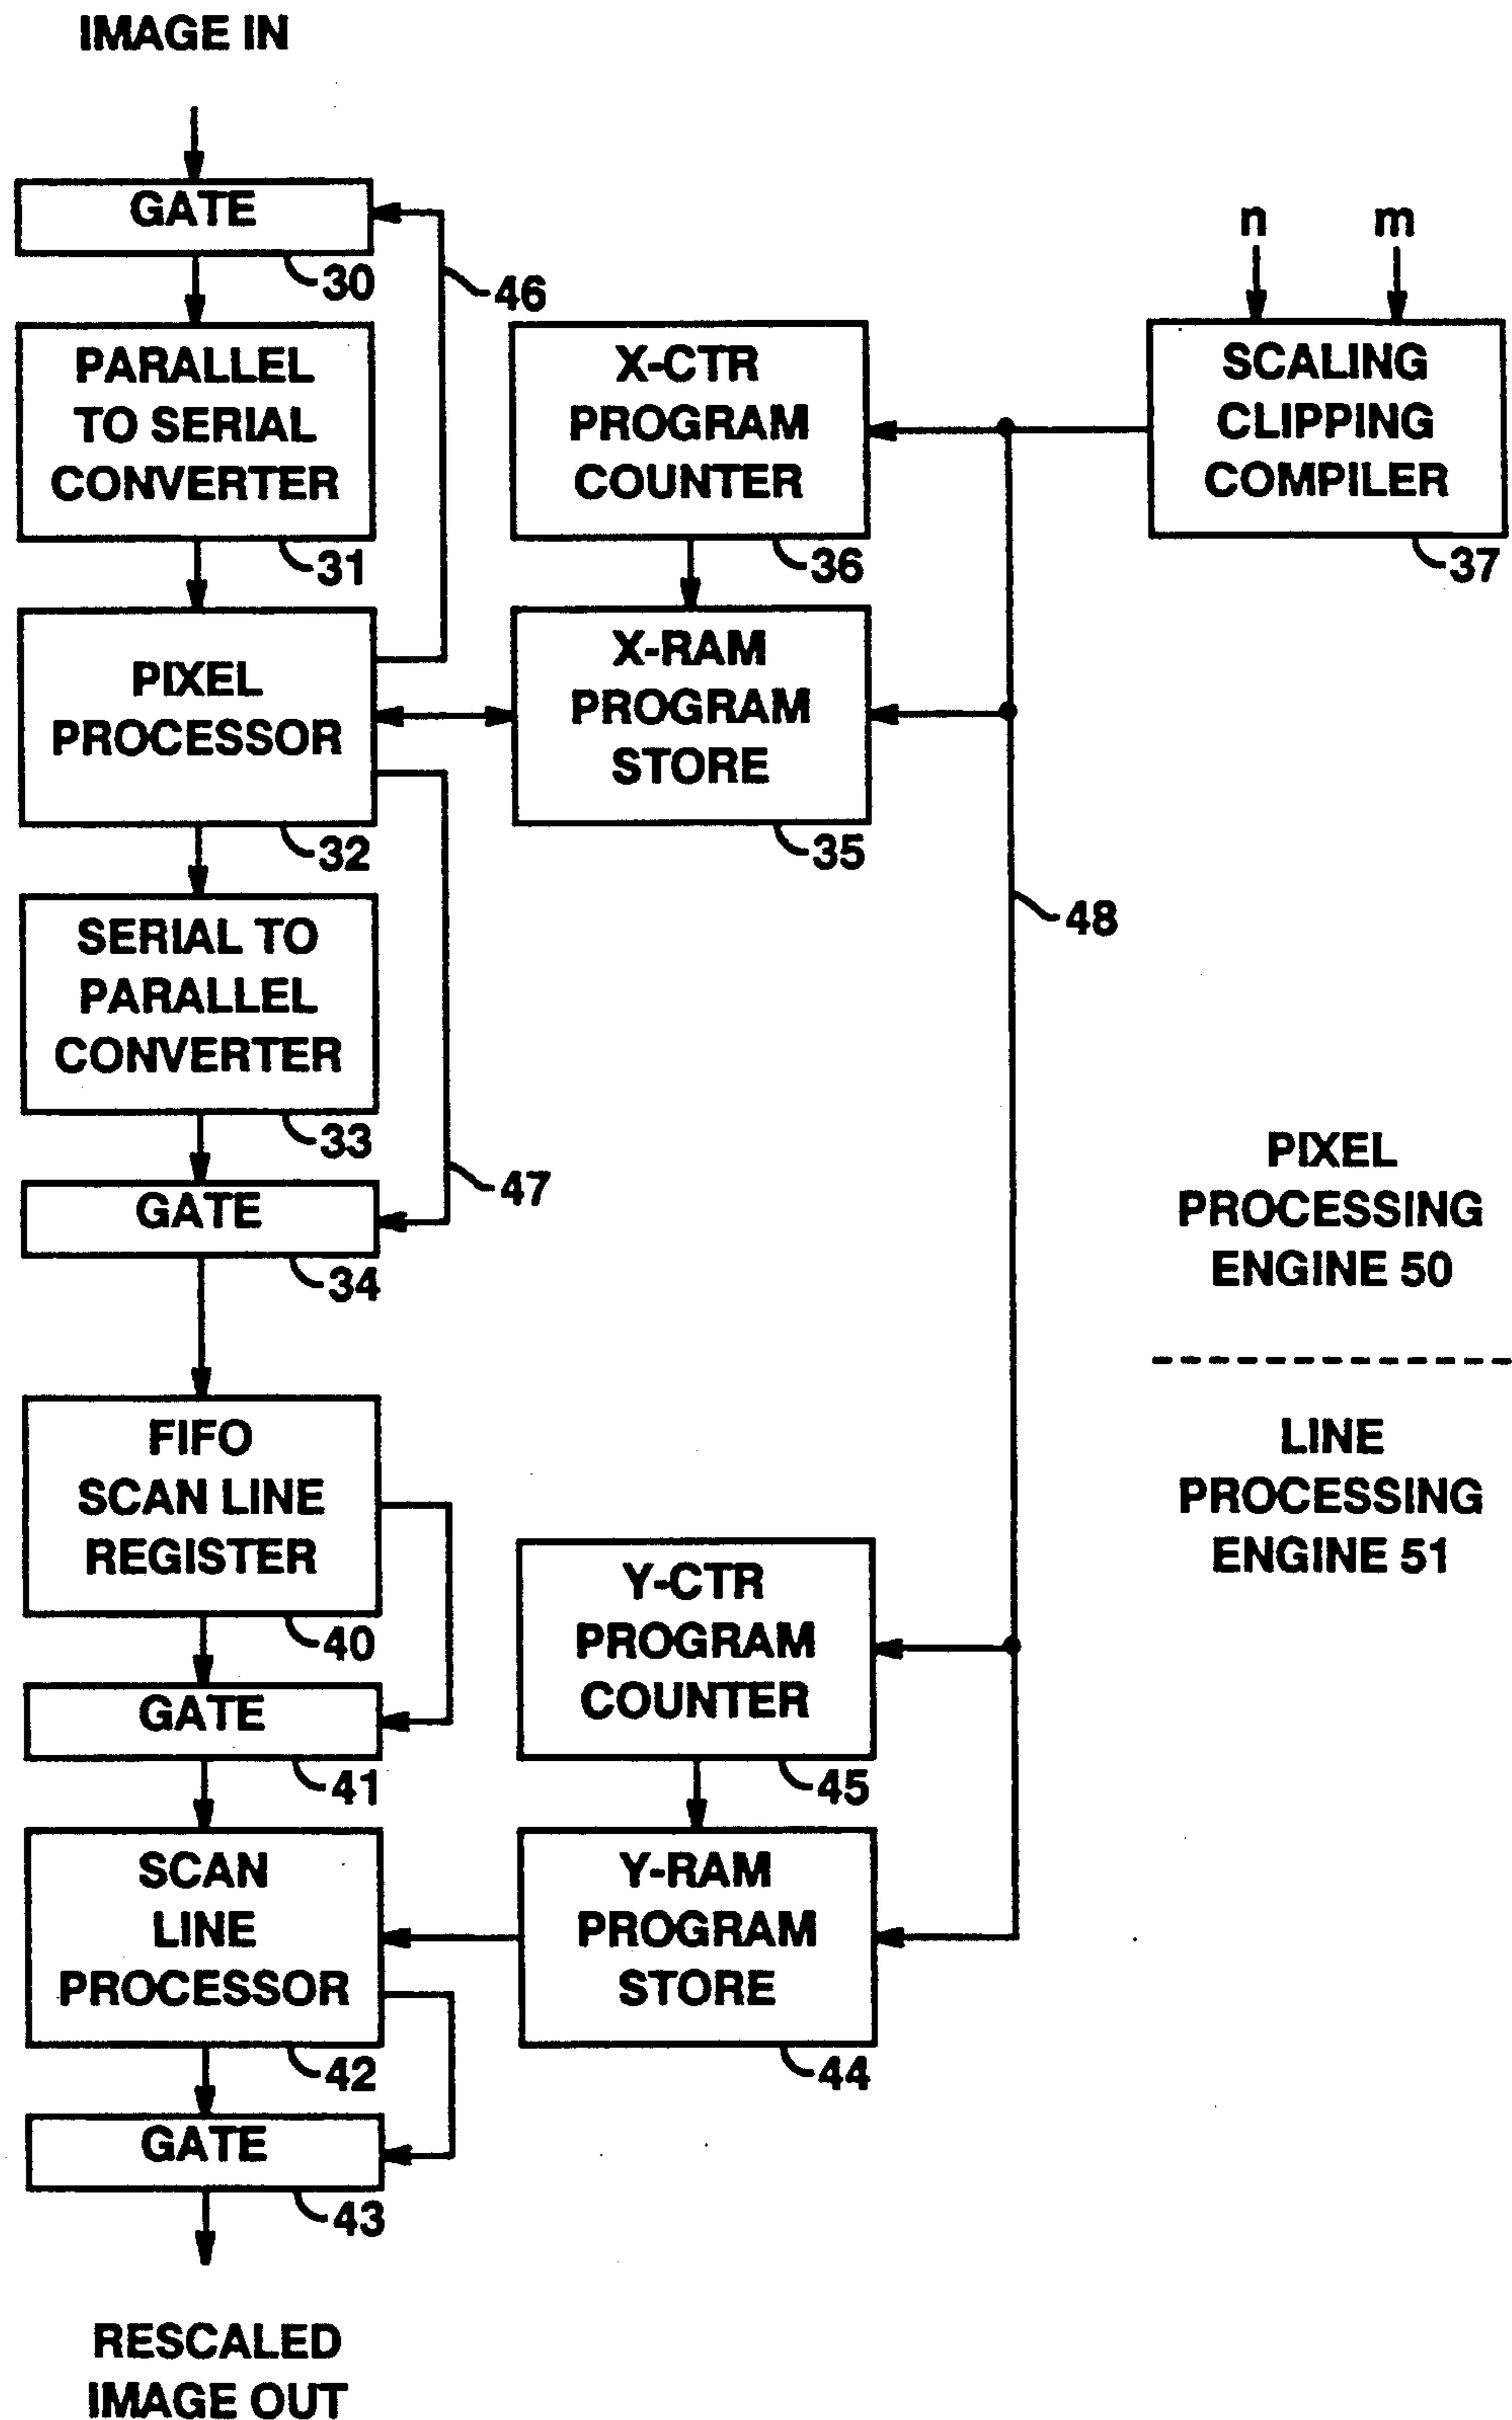 IMAGE IN
GATE
30
46
PARALLEL
TO SERIAL
CONVERTER
31
X-CTR
PROGRAM
COUNTER
36
n
m
SCALING
CLIPPING
COMPILER
37
PIXEL
PROCESSOR
32
X-RAM
PROGRAM
STORE
35
48
SERIAL TO
PARALLEL
CONVERTER
33
47
GATE
34
PIXEL
PROCESSING
ENGINE 50
LINE
PROCESSING
ENGINE 51
FIFO
SCAN LINE
REGISTER
40
GATE
41
Y-CTR
PROGRAM
COUNTER
45
SCAN
LINE
PROCESSOR
42
Y-RAM
PROGRAM
STORE
44
GATE
43
RESCALED
IMAGE OUT